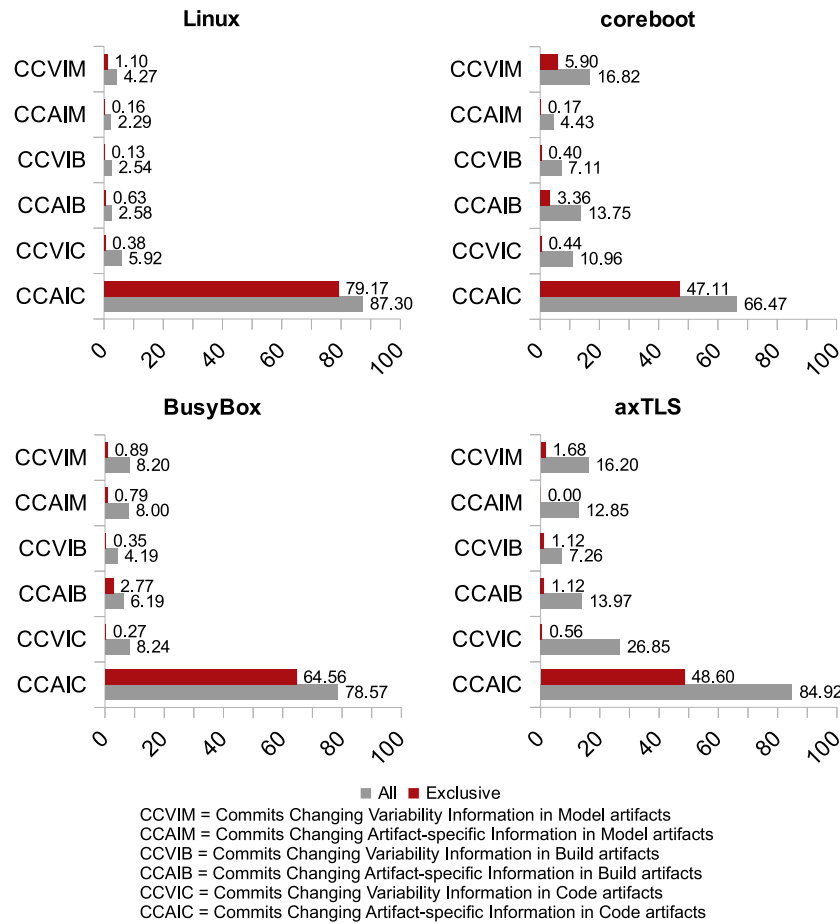 Linux
CCVIM 1.10 4.27
CCAIM 0.16 2.29
CCVIB 0.13 2.54
CCAIB 0.63 2.58
CCVIC 0.38 5.92
CCAIC 79.17 87.30
0 20 40 60 80 100
coreboot
CCVIM 5.90 16.82
CCAIM 0.17 4.43
CCVIB 0.40 7.11
CCAIB 3.36 13.75
CCVIC 0.44 10.96
CCAIC 47.11 66.47
0 20 40 60 80 100
BusyBox
CCVIM 0.89 8.20
CCAIM 0.79 8.00
CCVIB 0.35 4.19
CCAIB 2.77 6.19
CCVIC 0.27 8.24
CCAIC 64.56 78.57
0 20 40 60 80 100
axTLS
CCVIM 1.68 16.20
CCAIM 0.00 12.85
CCVIB 1.12 7.26
CCAIB 1.12 13.97
CCVIC 0.56 26.85
CCAIC 48.60 84.92
0 20 40 60 80 100
All Exclusive
CCVIM = Commits Changing Variability Information in Model artifacts
CCAIM = Commits Changing Artifact-specific Information in Model artifacts
CCVIB = Commits Changing Variability Information in Build artifacts
CCAIB = Commits Changing Artifact-specific Information in Build artifacts
CCVIC = Commits Changing Variability Information in Code artifacts
CCAIC = Commits Changing Artifact-specific Information in Code artifacts